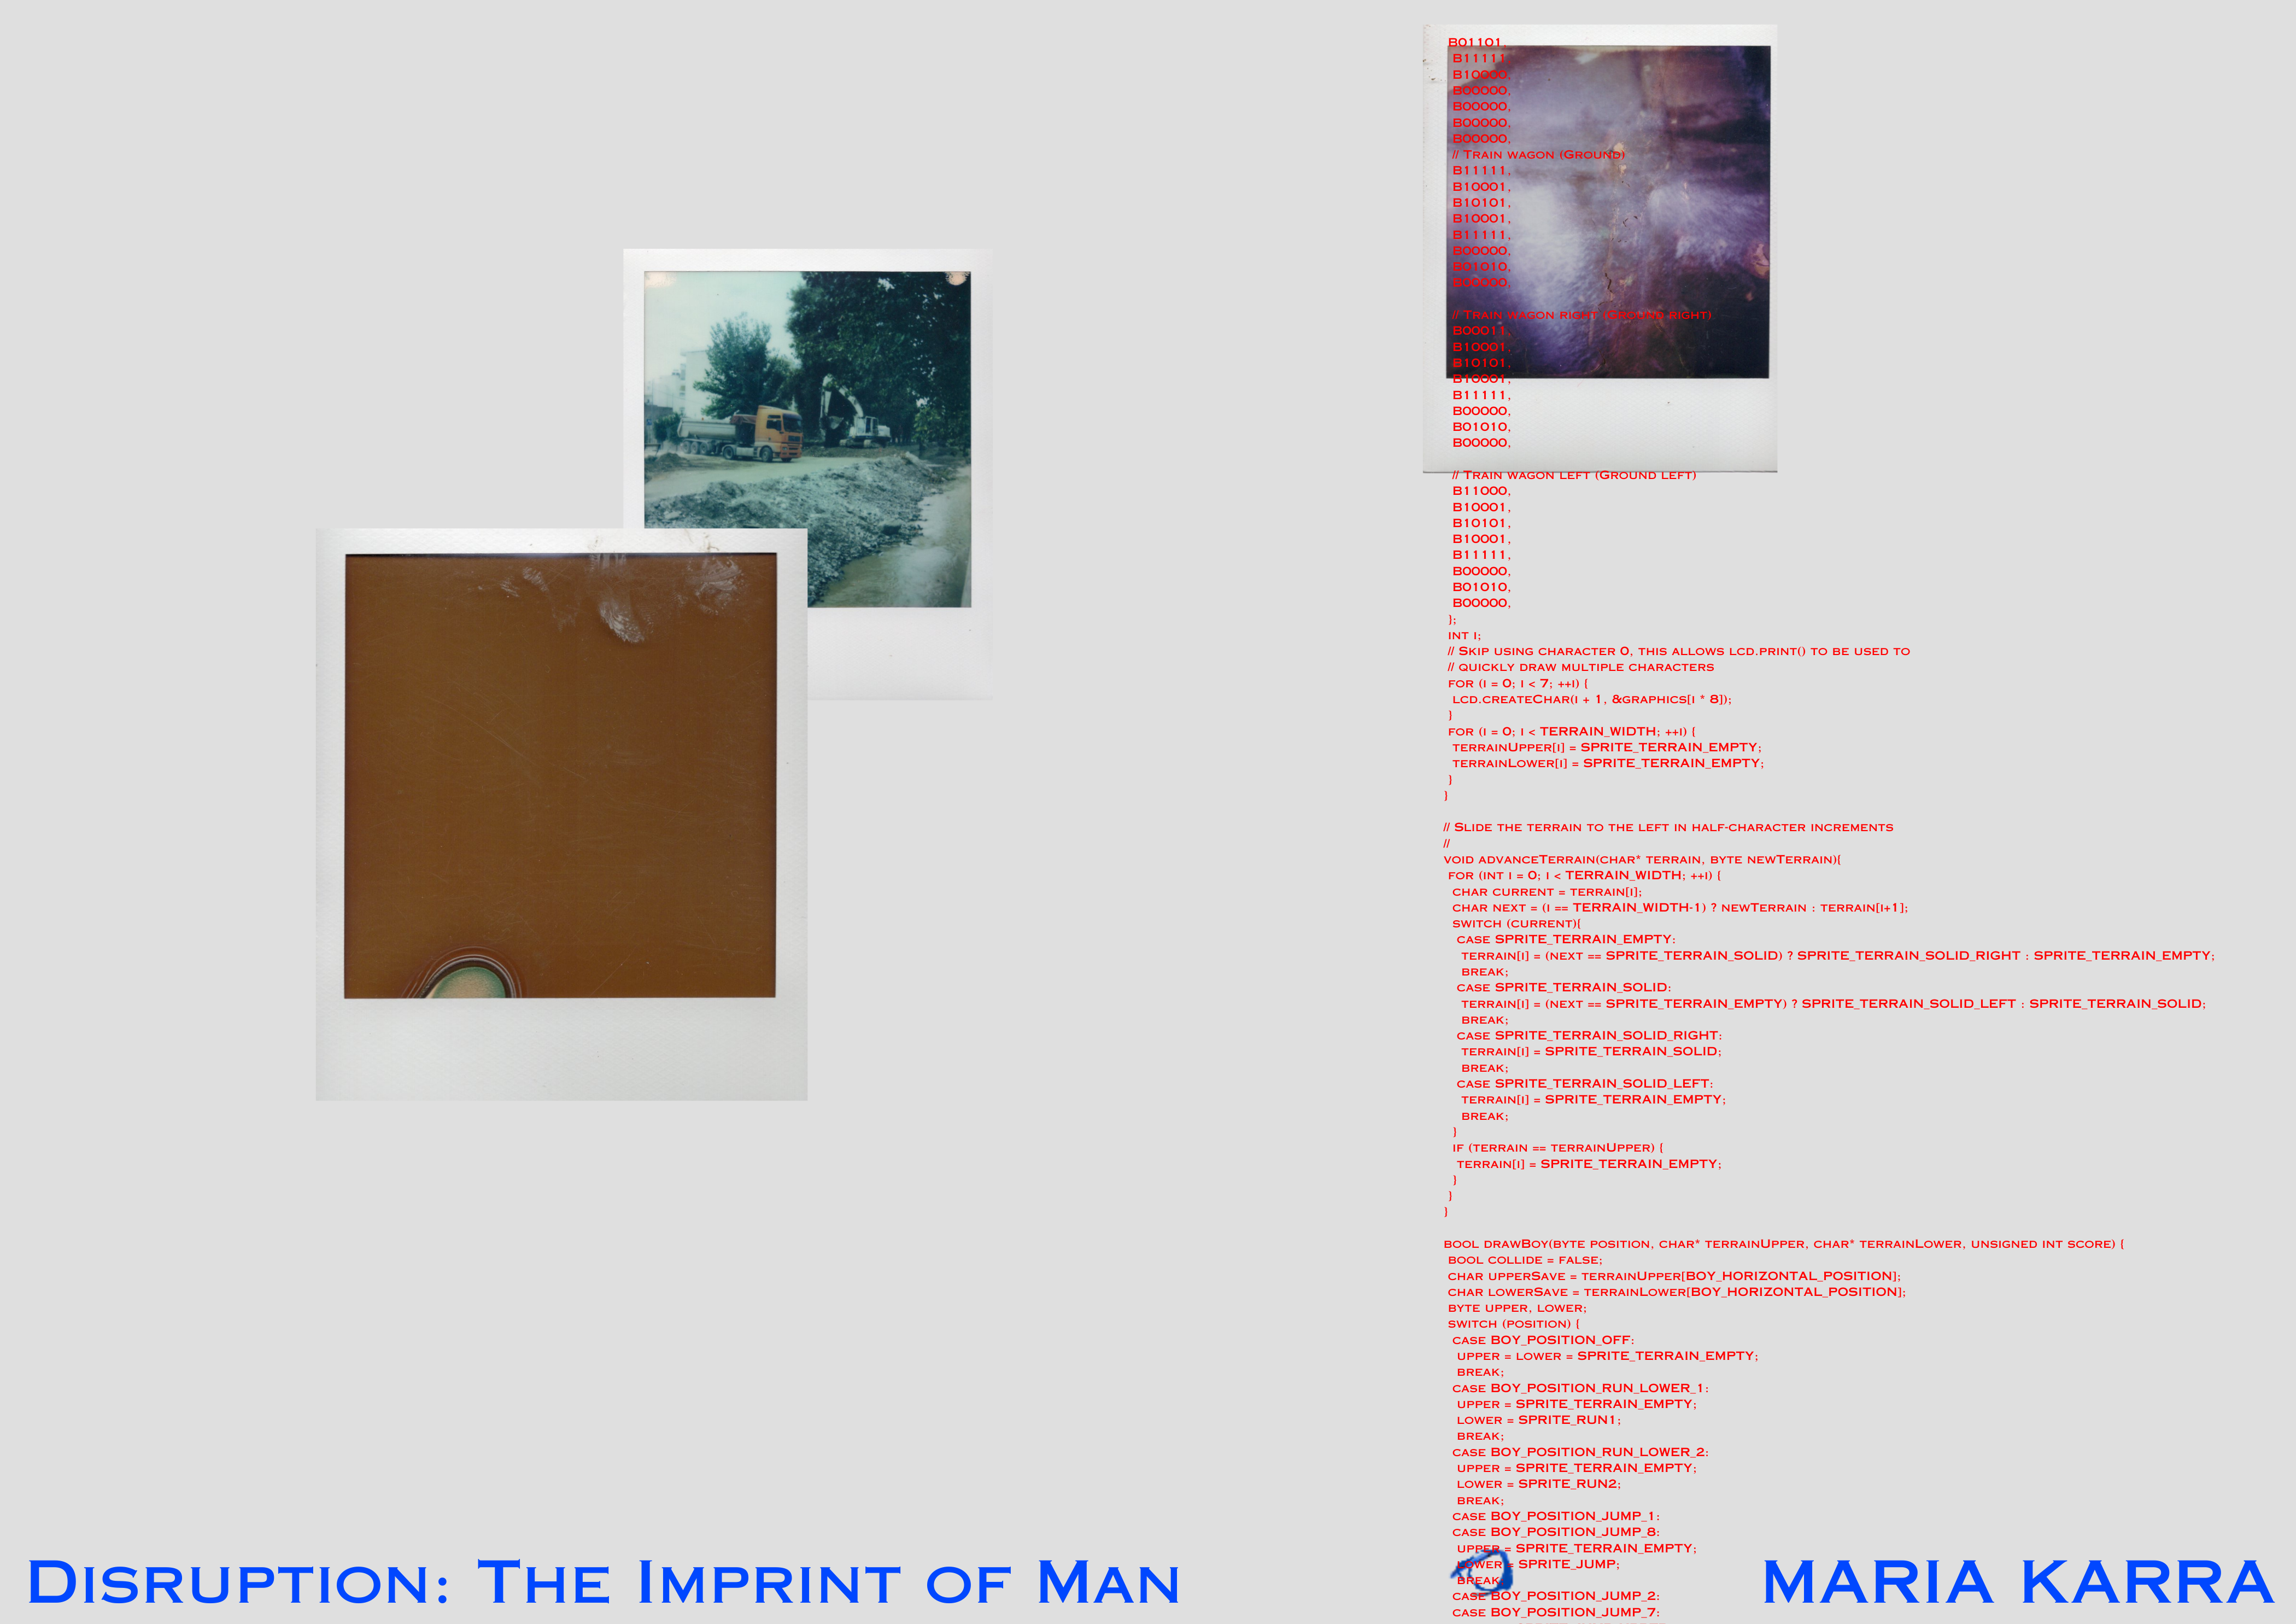 B01101,
B11111,
B10000,
B00000,
B00000,
B00000,
B00000,
// Train wagon (Ground)
B11111,
B10001,
B10101,
B10001,
B11111,
B00000,
B01010,
B00000,
// Train wagon right (Ground right)
B00011,
B10001,
B10101,
B10001,
B11111,
B00000,
B01010,
B00000,
// Train wagon left (Ground left)
B11000,
B10001,
B10101,
B10001,
B11111,
B00000,
B01010,
B00000,
};
int i;
// Skip using character 0, this allows lcd.print() to be used to
// quickly draw multiple characters
for (i = 0; i < 7; ++i) {
lcd.createChar(i + 1, &graphics[i * 8]);
}
for (i = 0; i < TERRAIN_WIDTH; ++i) {
terrainUpper[i] = SPRITE_TERRAIN_EMPTY;
terrainLower[i] = SPRITE_TERRAIN_EMPTY;
}
}
// Slide the terrain to the left in half-character increments
//
void advanceTerrain(char* terrain, byte newTerrain){
for (int i = 0; i < TERRAIN_WIDTH; ++i) {
char current = terrain[i];
char next = (i == TERRAIN_WIDTH-1) ? newTerrain : terrain[i+1];
switch (current){
case SPRITE_TERRAIN_EMPTY:
terrain[i] = (next == SPRITE_TERRAIN_SOLID) ? SPRITE_TERRAIN_SOLID_RIGHT : SPRITE_TERRAIN_EMPTY;
break;
case SPRITE_TERRAIN_SOLID:
terrain[i] = (next == SPRITE_TERRAIN_EMPTY) ? SPRITE_TERRAIN_SOLID_LEFT : SPRITE_TERRAIN_SOLID;
break;
case SPRITE_TERRAIN_SOLID_RIGHT:
terrain[i] = SPRITE_TERRAIN_SOLID;
break;
case SPRITE_TERRAIN_SOLID_LEFT:
terrain[i] = SPRITE_TERRAIN_EMPTY;
break;
}
if (terrain == terrainUpper) {
terrain[i] = SPRITE_TERRAIN_EMPTY;
}
}
}
bool drawBoy(byte position, char* terrainUpper, char* terrainLower, unsigned int score) {
bool collide = false;
char upperSave = terrainUpper[BOY_HORIZONTAL_POSITION];
char lowerSave = terrainLower[BOY_HORIZONTAL_POSITION];
byte upper, lower;
switch (position) {
case BOY_POSITION_OFF:
upper = lower = SPRITE_TERRAIN_EMPTY;
break;
case BOY_POSITION_RUN_LOWER_1:
upper = SPRITE_TERRAIN_EMPTY;
lower = SPRITE_RUN1;
break;
case BOY_POSITION_RUN_LOWER_2:
upper = SPRITE_TERRAIN_EMPTY;
lower = SPRITE_RUN2;
break;
case BOY_POSITION_JUMP_1:
case BOY_POSITION_JUMP_8:
upper = SPRITE_TERRAIN_EMPTY;
lower = SPRITE_JUMP;
break;
case BOY_POSITION_JUMP_2:
case BOY_POSITION_JUMP_7:
Disruption: The Imprint of Man
MARIA KARRA